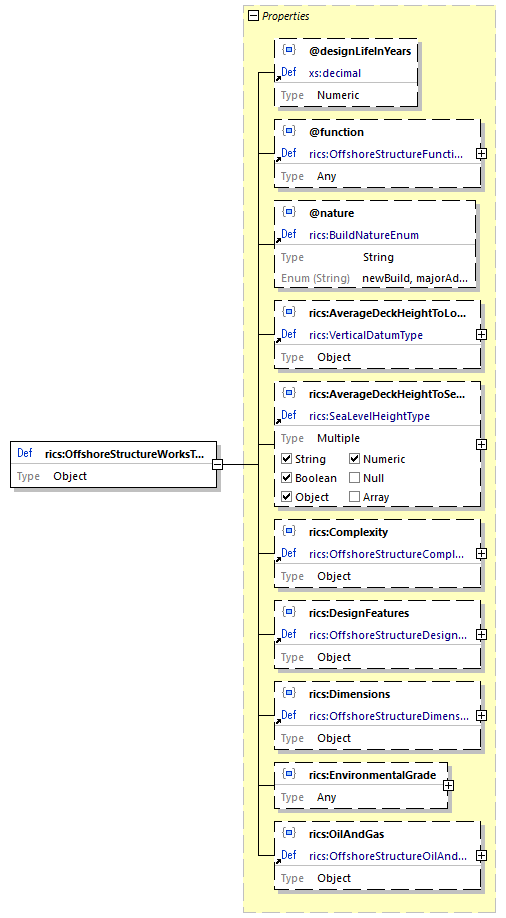 Properties
@designLifeInYears
Def xs:decimal
Type Numeric
@function
Def rics:OffshoreStructureFuncti...
Type Any
@nature
Def rics:BuildNatureEnum
Type String
Enum (String) newBuild, majorAd...
rics:AverageDeckHeightToLo...
Def rics:VerticalDatumType
Type Object
rics:AverageDeckHeightToSe...
Def rics:SeaLevelHeightType
Type Multiple
String Numeric
Boolean Null
Object Array
Def rics:OffshoreStructureWorksT...
Type Object
rics:Complexity
Def rics:OffshoreStructureCompl...
Type Object
rics:DesignFeatures
Def rics:OffshoreStructureDesign...
Type Object
rics:Dimensions
Def rics:OffshoreStructureDimens...
Type Object
rics:EnvironmentalGrade
Type Any
rics:OilAndGas
Def rics:OffshoreStructureOilAnd...
Type Object